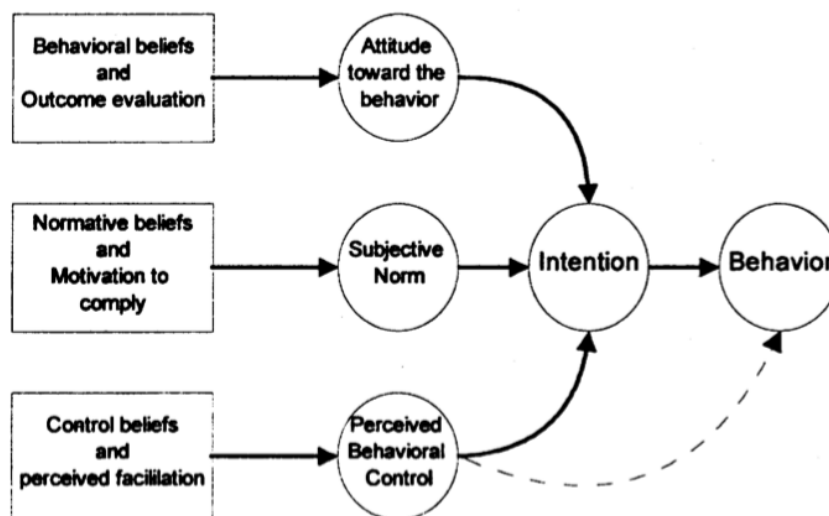 Behavioral beliefs
and
Outcome evaluation
Attitude
toward the
behavior
Normative beliefs
and
Motivation to
comply
Subjective
Norm
Intention
Behavior
Control beliefs
and
perceived facililation
Perceived
Behavioral
Control